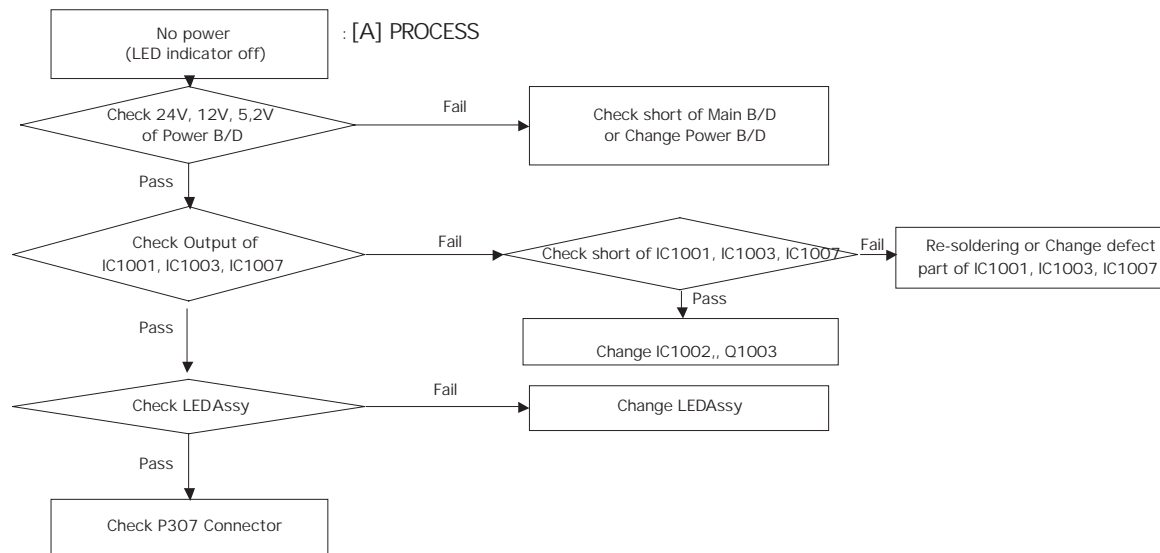 No power
(LED indicator off)
: [A] PROCESS
Check 24V, 12V, 5,2V
of Power B/D
Fail
Check short of Main B/D
or Change Power B/D
Pass
Check Output of
IC1001, IC1003, IC1007
Fail
Check short of IC1001, IC1003, IC1007
Fail
Re-soldering or Change defect
part of IC1001, IC1003, IC1007
Pass
Change IC1002,, Q1003
Pass
Check LEDAssy
Fail
Change LEDAssy
Pass
Check P307 Connector